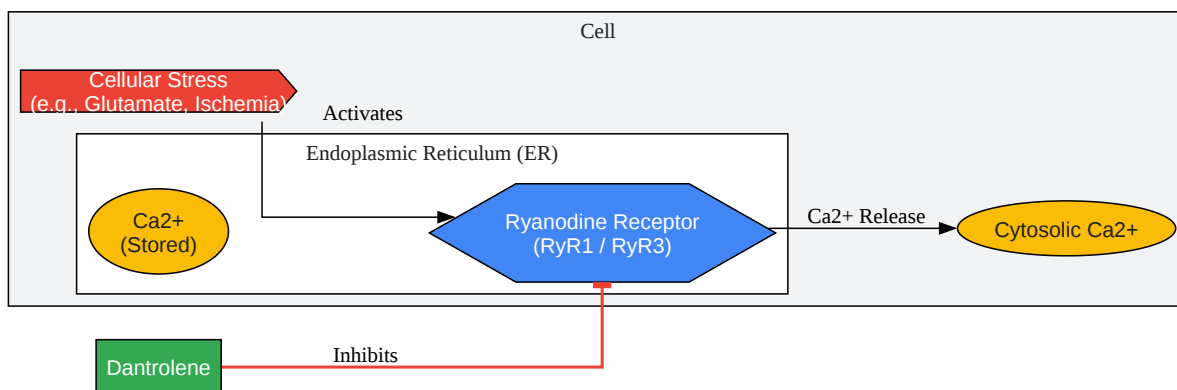 Cell
Cellular Stress
(e.g., Glutamate, Ischemia)
Activates
Endoplasmic Reticulum (ER)
Ca2+
(Stored)
Ryanodine Receptor
(RyR1 / RyR3)
Ca2+ Release
Cytosolic Ca2+
Inhibits
Dantrolene